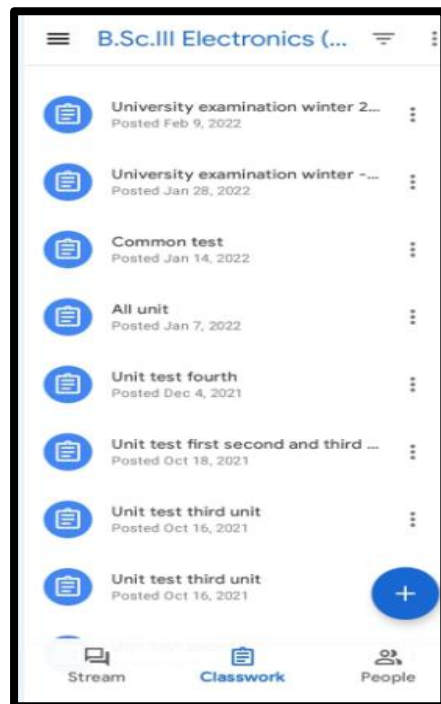 B.Sc.III Electronics (...
University examination winter 2...
Posted Feb 9, 2022
University examination winter -...
Posted Jan 28, 2022
Common test
Posted Jan 14, 2022
All unit
Posted Jan 7, 2022
Unit test fourth
Posted Dec 4, 2021
Unit test first second and third ...
Posted Oct 18, 2021
Unit test third unit
Posted Oct 16, 2021
Unit test third unit
Posted Oct 16, 2021
Stream
Classwork
People